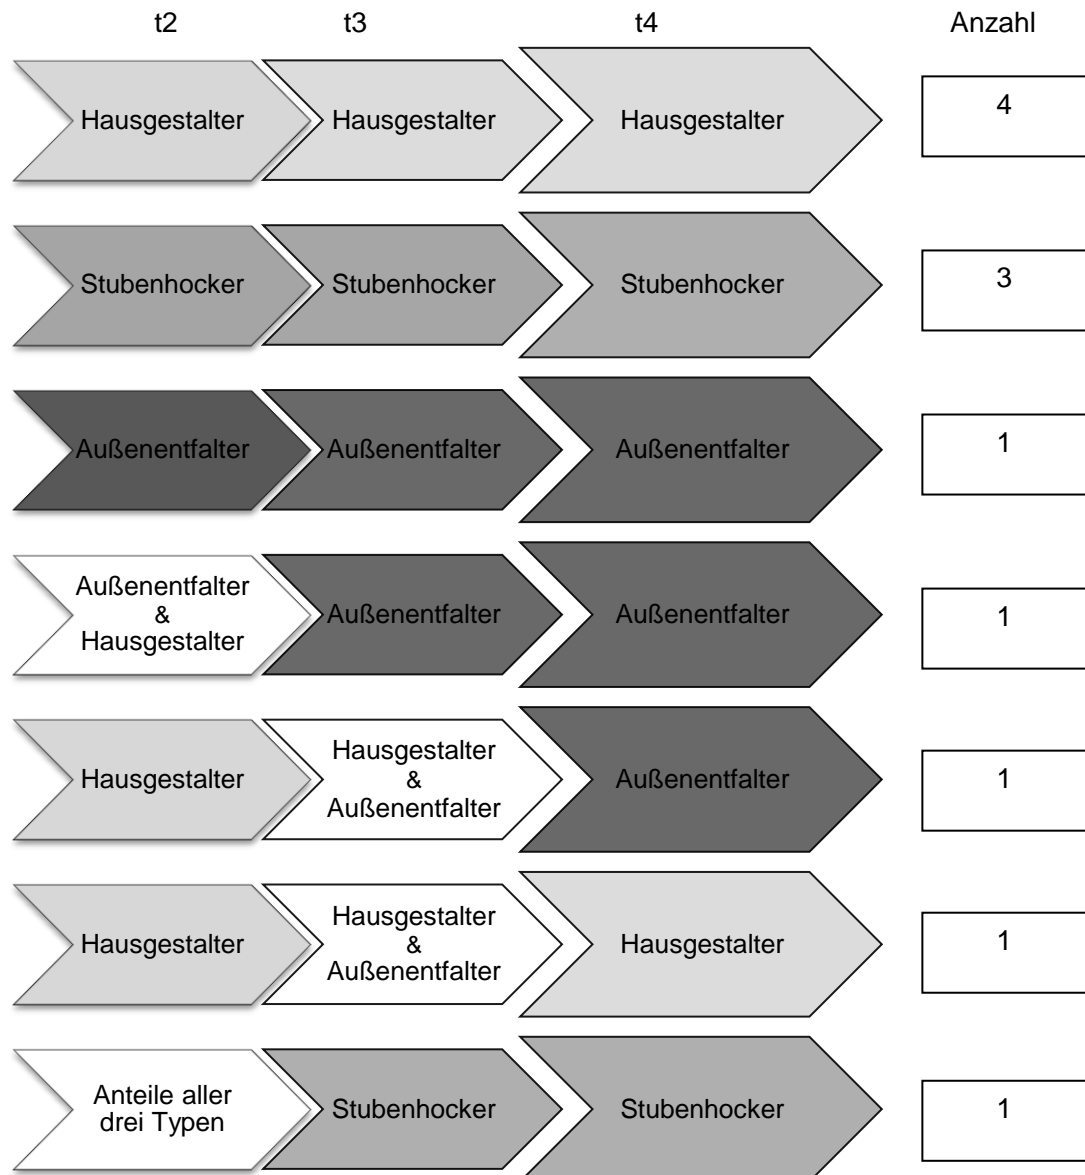 t2 t3 t4 Anzahl
Hausgestalter Hausgestalter Hausgestalter 4
Stubenhocker Stubenhocker Stubenhocker 3
Außenentfalter Außenentfalter Außenentfalter 1
Außenentfalter
&
Hausgestalter
Außenentfalter Außenentfalter 1
Hausgestalter
Hausgestalter
&
Außenentfalter
Außenentfalter 1
Hausgestalter
Hausgestalter
&
Außenentfalter
Hausgestalter 1
Anteile aller
drei Typen
Stubenhocker Stubenhocker 1